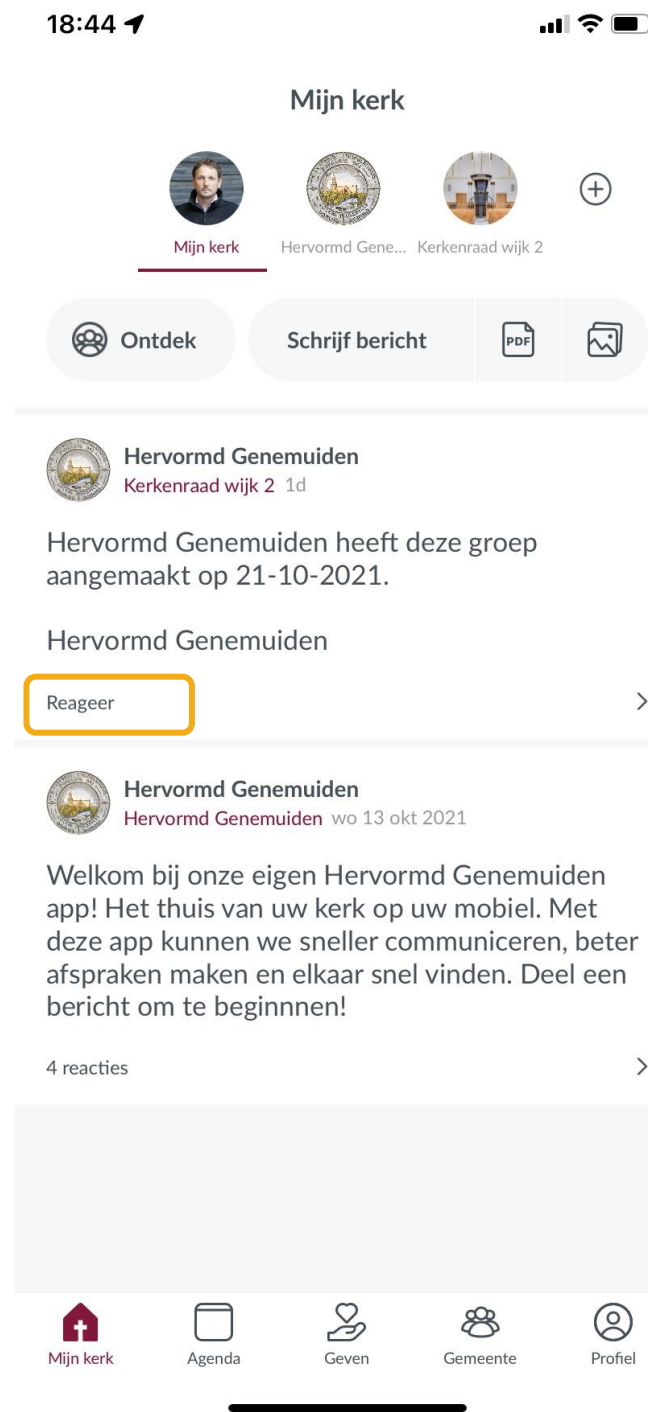 18:44
Mijn kerk
Mijn kerk
Hervormd Gene...
Kerkenraad wijk 2
Ontdek
Schrijf bericht
PDF
Hervormd Genemuiden
Kerkenraad wijk 2 1d
Hervormd Genemuiden heeft deze groep
aangemaakt op 21-10-2021.
Hervormd Genemuiden
Reageer
Hervormd Genemuiden
Hervormd Genemuiden wo 13 okt 2021
Welkom bij onze eigen Hervormd Genemuiden
app! Het thuis van uw kerk op uw mobiel. Met
deze app kunnen we sneller communiceren, beter
afspraken maken en elkaar snel vinden. Deel een
bericht om te beginnnen!
4 reacties
Mijn kerk
Agenda
Geven
Gemeente
Profiel